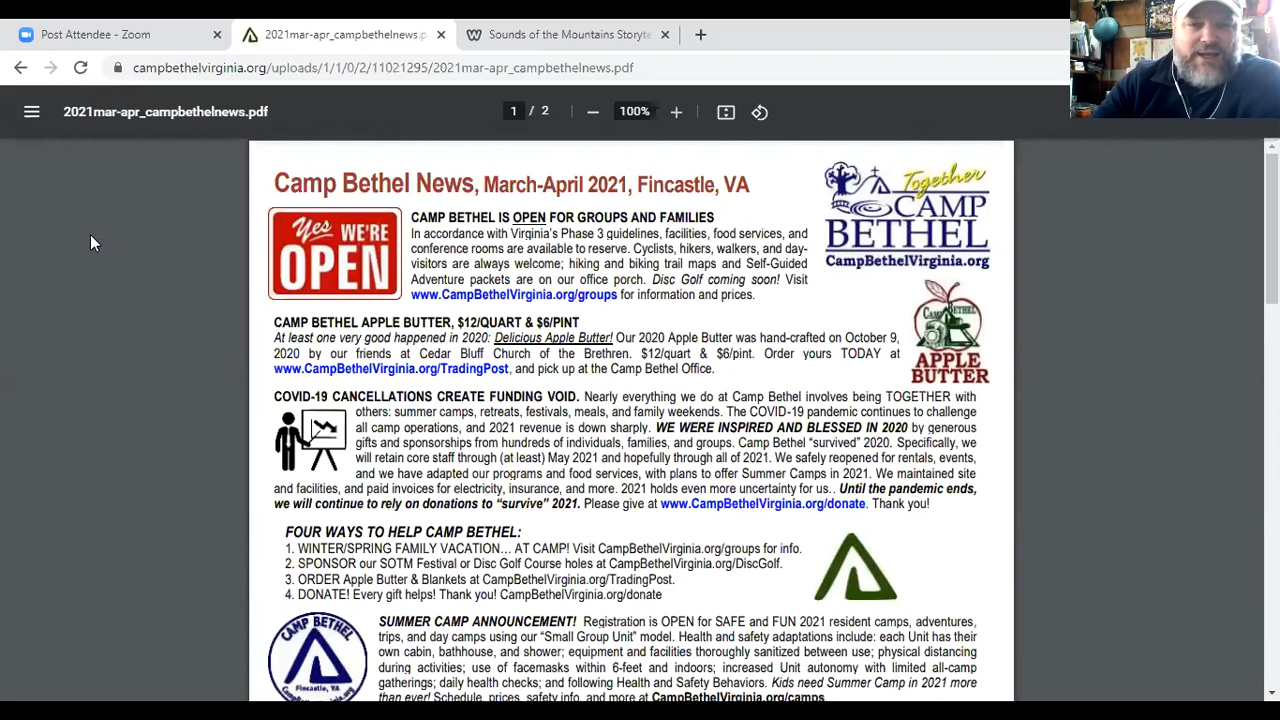 Post Attendee - Zoom
2021mar-apr_campbethelnews.p
Sounds of the Mountains Storyte
campbethelvirginia.org/uploads/1/1/0/2/11021295/2021mar-apr_campbethelnews.pdf
2021mar-apr_campbethelnews.pdf
1 / 2
100%
Camp Bethel News, March-April 2021, Fincastle, VA
Together
CAMP
BETHEL
CampBethelVirginia.org
Yes
WE'RE
OPEN
CAMP BETHEL IS OPEN FOR GROUPS AND FAMILIES
In accordance with Virginia's Phase 3 guidelines, facilities, food services, and
conference rooms are available to reserve. Cyclists, hikers, walkers, and day-
visitors are always welcome; hiking and biking trail maps and Self-Guided
Adventure packets are on our office porch. Disc Golf coming soon! Visit
www.CampBethelVirginia.org/groups for information and prices.
CAMP BETHEL
APPLE
BUTTER
CAMP BETHEL APPLE BUTTER, $12/QUART & $6/PINT
At least one very good happened in 2020: Delicious Apple Butter! Our 2020 Apple Butter was hand-crafted on October 9,
2020 by our friends at Cedar Bluff Church of the Brethren. $12/quart & $6/pint. Order yours TODAY at
www.CampBethelVirginia.org/TradingPost, and pick up at the Camp Bethel Office.
COVID-19 CANCELLATIONS CREATE FUNDING VOID. Nearly everything we do at Camp Bethel involves being TOGETHER with
others: summer camps, retreats, festivals, meals, and family weekends. The COVID-19 pandemic continues to challenge
all camp operations, and 2021 revenue is down sharply. WE WERE INSPIRED AND BLESSED IN 2020 by generous
gifts and sponsorships from hundreds of individuals, families, and groups. Camp Bethel "survived" 2020. Specifically, we
will retain core staff through (at least) May 2021 and hopefully through all of 2021. We safely reopened for rentals, events,
and we have adapted our programs and food services, with plans to offer Summer Camps in 2021. We maintained site
and facilities, and paid invoices for electricity, insurance, and more. 2021 holds even more uncertainty for us.. Until the pandemic ends,
we will continue to rely on donations to "survive" 2021. Please give at www.CampBethelVirginia.org/donate. Thank you!
FOUR WAYS TO HELP CAMP BETHEL:
1. WINTER/SPRING FAMILY VACATION... AT CAMP! Visit CampBethelVirginia.org/groups for info.
2. SPONSOR our SOTM Festival or Disc Golf Course holes at CampBethelVirginia.org/DiscGolf.
3. ORDER Apple Butter & Blankets at CampBethelVirginia.org/TradingPost.
4. DONATE! Every gift helps! Thank you! CampBethelVirginia.org/donate
CAMP BETHEL
Fincastle, VA
SUMMER CAMP ANNOUNCEMENT! Registration is OPEN for SAFE and FUN 2021 resident camps, adventures,
trips, and day camps using our "Small Group Unit" model. Health and safety adaptations include: each Unit has their
own cabin, bathhouse, and shower; equipment and facilities thoroughly sanitized between use; physical distancing
during activities; use of facemasks within 6-feet and indoors; increased Unit autonomy with limited all-camp
gatherings; daily health checks; and following Health and Safety Behaviors. Kids need Summer Camp in 2021 more
than ever! Schedule, prices, safety info, and more at CampBethelVirginia.org/camps.